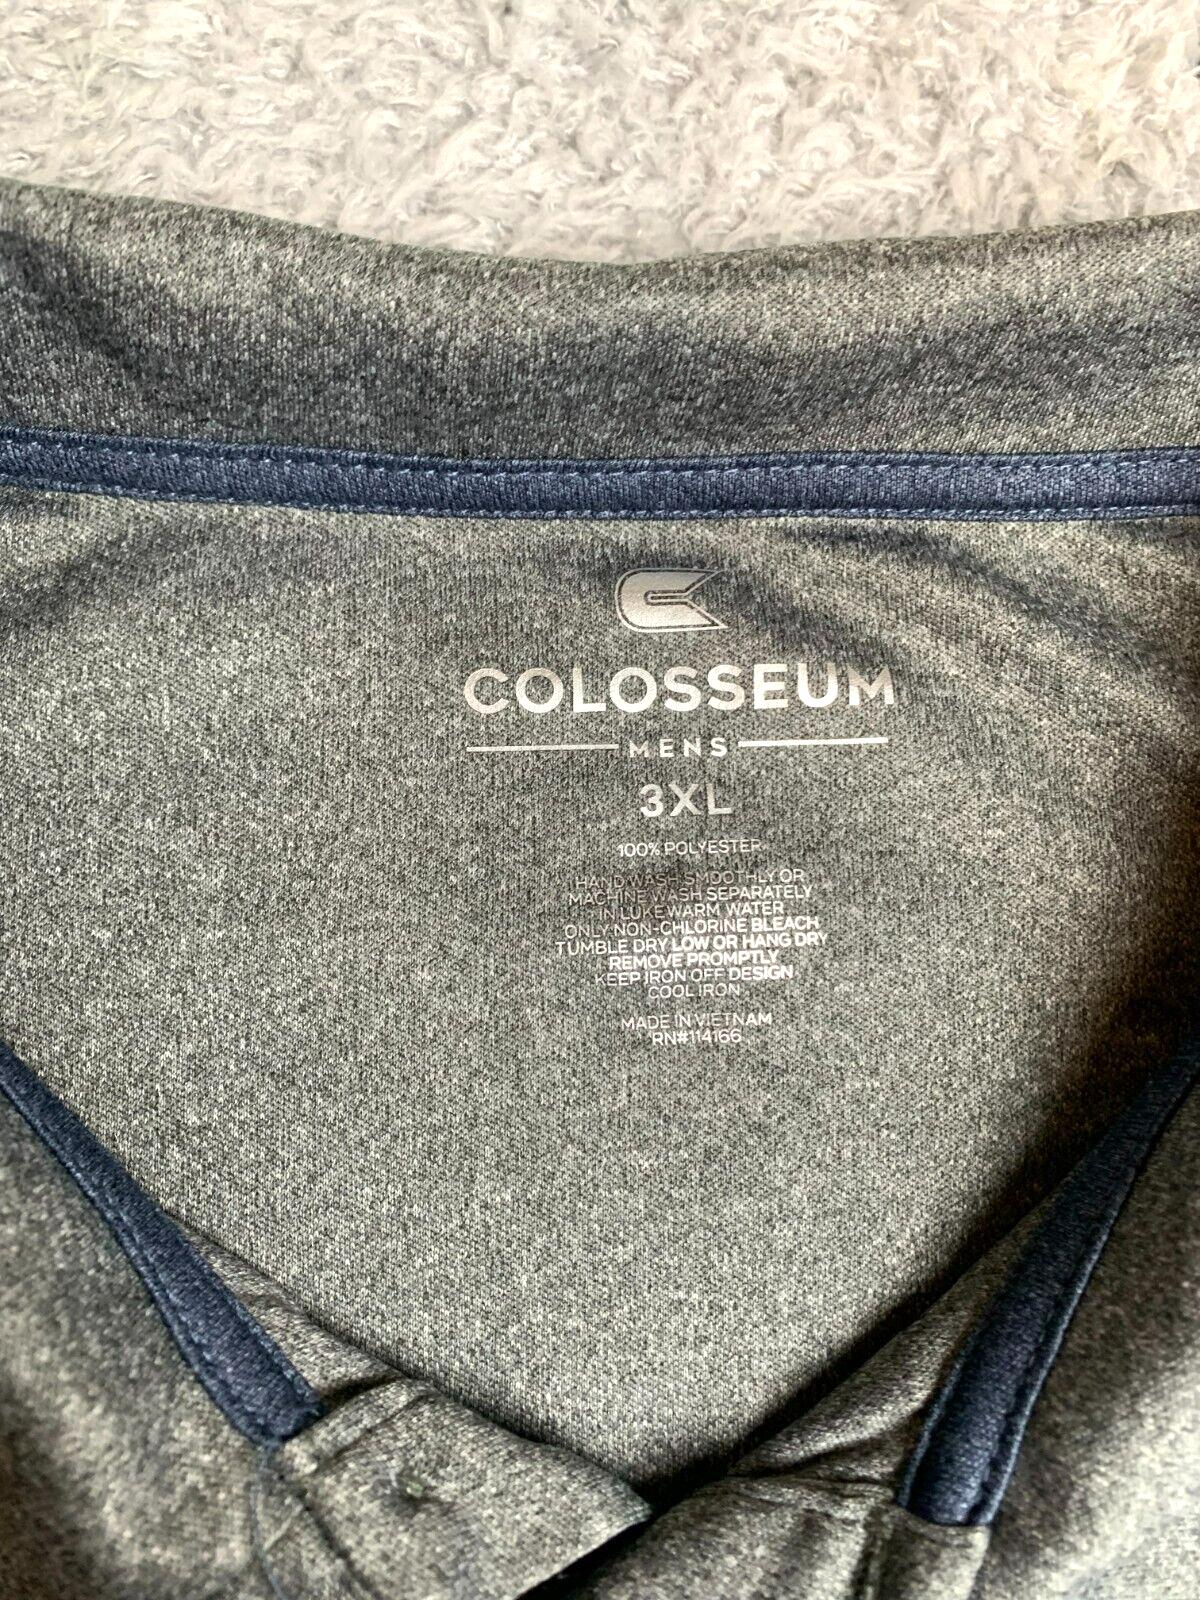 COLOSSEUM
MENS
3XL
100% POLYESTER
HAND WASH SMOOTHLY OR
MACHINE WASH SEPARATELY
IN LUKEWARM WATER
ONLY NON-CHLORINE BLEACH
TUMBLE DRY LOW OR HANG DRY
REMOVE PROMPTLY
KEEP IRON OFF DESIGN
COOL IRON
MADE IN VIETNAM
RN#114166